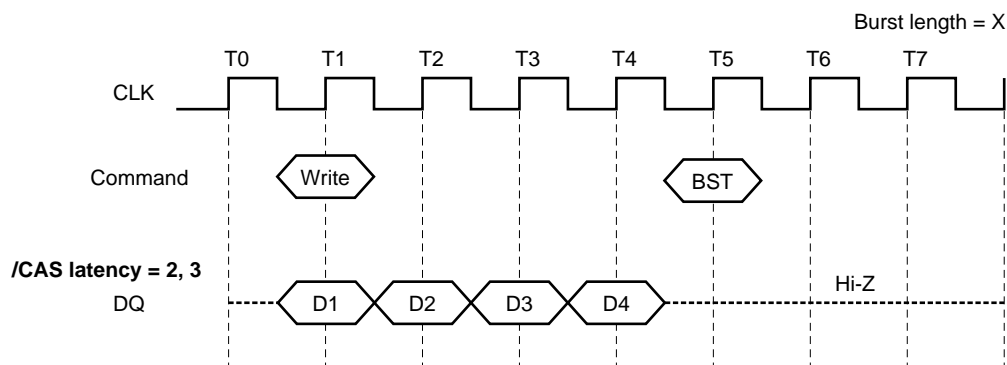 Burst length = X
T0 T1 T2 T3 T4 T5 T6 T7
CLK
Command Write BST
/CAS latency = 2, 3
Hi-Z
DQ D1 D2 D3 D4